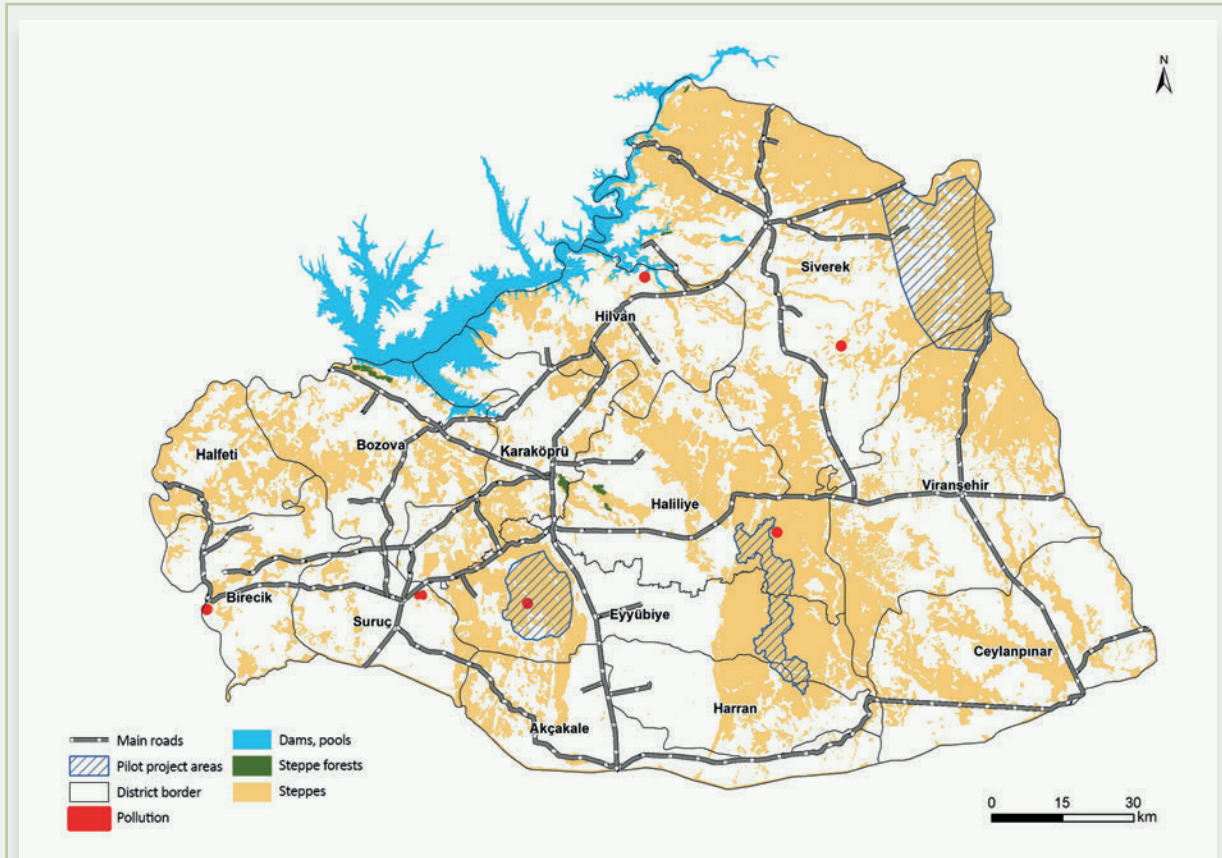 N
Siverek
Hilvan
Halfeti
Bozova
Karaköprü
Haliliye
Viranşehir
Birecik
Suruç
Eyyübiye
Ceylanpınar
Harran
Akçakale
Main roads
Pilot project areas
District border
Pollution
Dams, pools
Steppe forests
Steppes
0 15 30
km